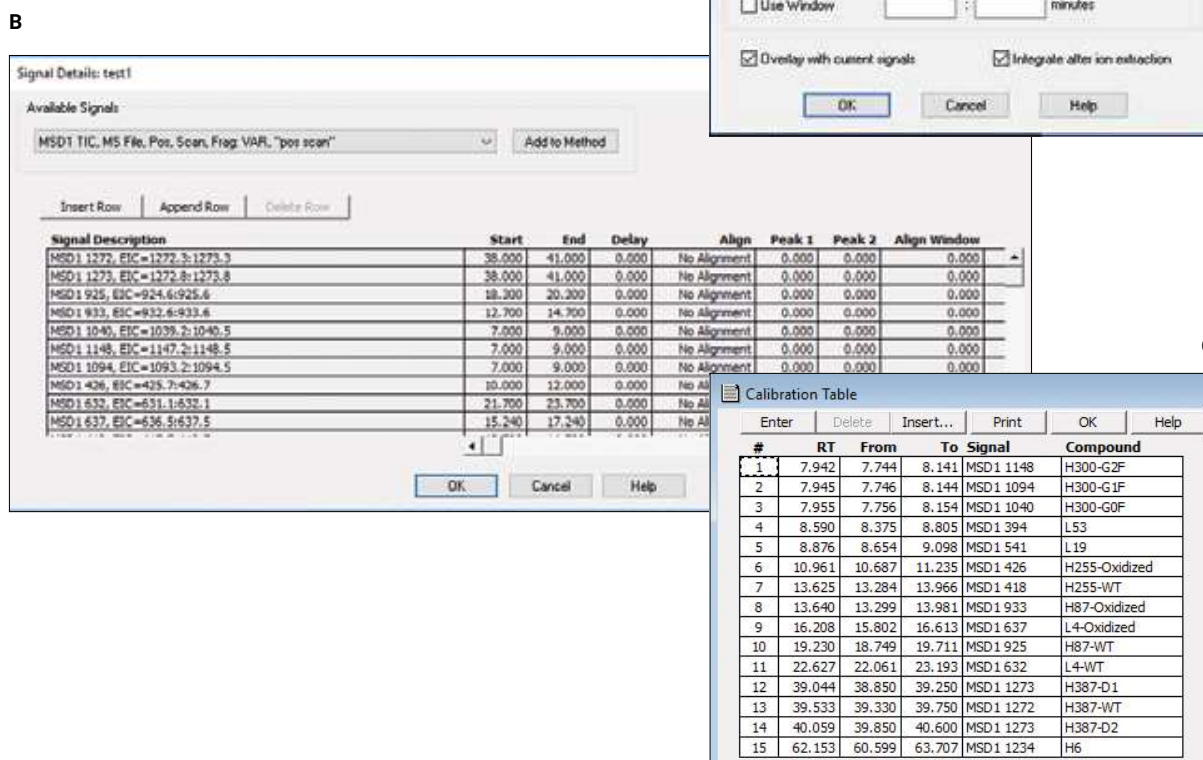 B
Use Window : minutes
Overlay with current signals Integrate after ion extraction
OK Cancel Help
Signal Details: test1
Available Signals
MSD1 TIC, MS File, Pos, Scan, Frag: VAR, "pos scan" Add to Method
Insert Row Append Row Delete Row
Signal Description Start End Delay Align Peak 1 Peak 2 Align Window
MSD1 1272, EIC=1272.3:1273.3 38.000 41.000 0.000 No Alignment 0.000 0.000 0.000
MSD1 1273, EIC=1272.8:1273.8 38.000 41.000 0.000 No Alignment 0.000 0.000 0.000
MSD1 925, EIC=924.6:925.6 18.200 20.200 0.000 No Alignment 0.000 0.000 0.000
MSD1 933, EIC=932.6:933.6 12.700 14.700 0.000 No Alignment 0.000 0.000 0.000
MSD1 1040, EIC=1039.2:1040.5 7.000 9.000 0.000 No Alignment 0.000 0.000 0.000
MSD1 1148, EIC=1147.2:1148.5 7.000 9.000 0.000 No Alignment 0.000 0.000 0.000
MSD1 1094, EIC=1093.2:1094.5 7.000 9.000 0.000 No Alignment 0.000 0.000 0.000
MSD1 426, EIC=425.7:426.7 10.000 12.000 0.000 No Al
MSD1 632, EIC=631.1:632.1 21.700 23.700 0.000 No Al
MSD1 637, EIC=636.5:637.5 15.240 17.240 0.000 No Al
OK Cancel Help
Calibration Table
Enter Delete Insert... Print OK Help
# RT From To Signal Compound
1 7.942 7.744 8.141 MSD1 1148 H300-G2F
2 7.945 7.746 8.144 MSD1 1094 H300-G1F
3 7.955 7.756 8.154 MSD1 1040 H300-G0F
4 8.590 8.375 8.805 MSD1 394 L53
5 8.876 8.654 9.098 MSD1 541 L19
6 10.961 10.687 11.235 MSD1 426 H255-Oxidized
7 13.625 13.284 13.966 MSD1 418 H255-WT
8 13.640 13.299 13.981 MSD1 933 H87-Oxidized
9 16.208 15.802 16.613 MSD1 637 L4-Oxidized
10 19.230 18.749 19.711 MSD1 925 H87-WT
11 22.627 22.061 23.193 MSD1 632 L4-WT
12 39.044 38.850 39.250 MSD1 1273 H387-D1
13 39.533 39.330 39.750 MSD1 1272 H387-WT
14 40.059 39.850 40.600 MSD1 1273 H387-D2
15 62.153 60.599 63.707 MSD1 1234 H6